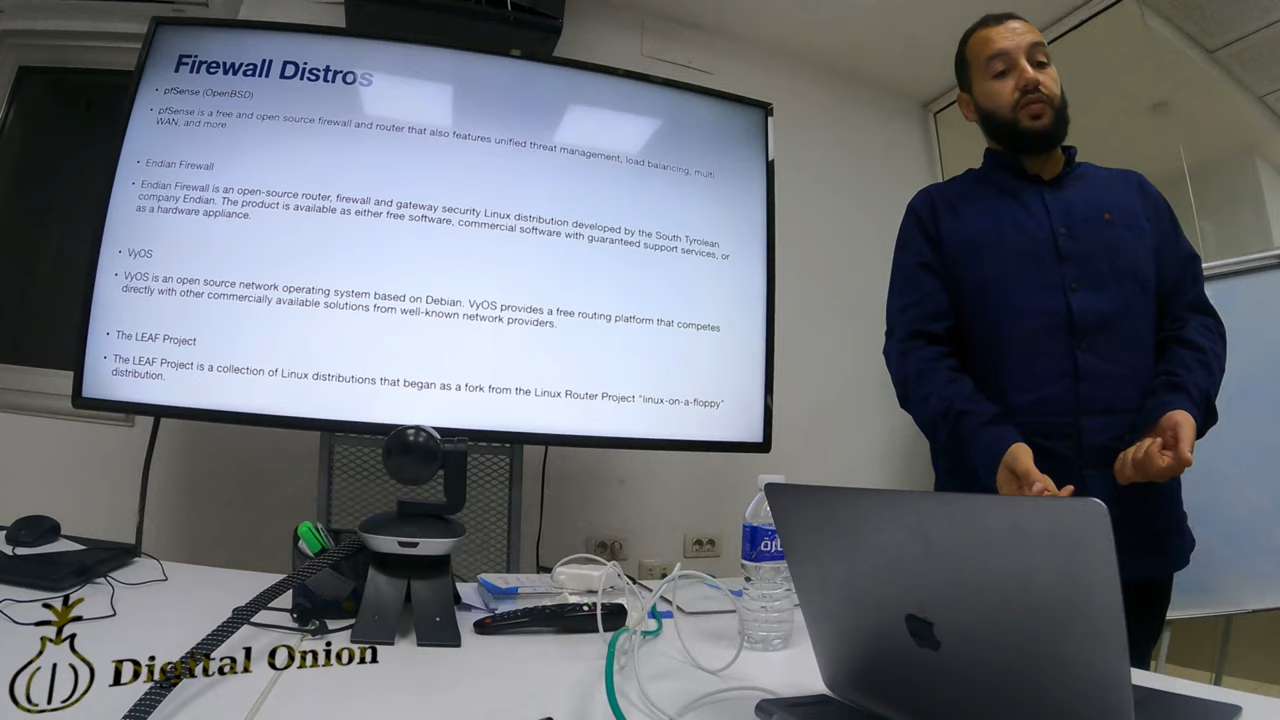 Firewall Distros
• pfSense (OpenBSD)
• pfSense is a free and open source firewall and router that also features unified threat management, load balancing, multi
WAN, and more.
• Endian Firewall
• Endian Firewall is an open-source router, firewall and gateway security Linux distribution developed by the South Tyrolean
company Endian. The product is available as either free software, commercial software with guaranteed support services, or
as a hardware appliance.
• VyOS
• VyOS is an open source network operating system based on Debian. VyOS provides a free routing platform that competes
directly with other commercially available solutions from well-known network providers.
• The LEAF Project
• The LEAF Project is a collection of Linux distributions that began as a fork from the Linux Router Project "linux-on-a-floppy"
distribution.
Digital Onion